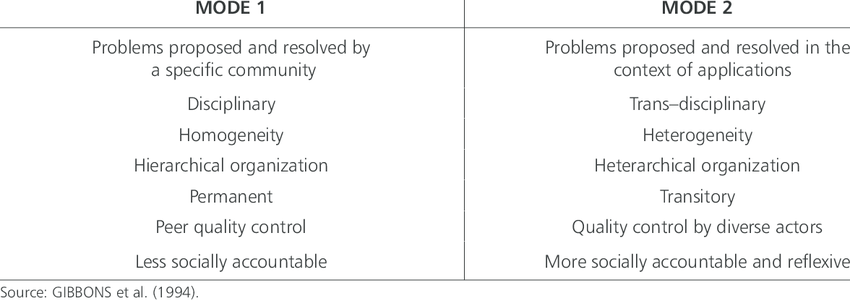 MODE 1 MODE 2
Problems proposed and resolved by Problems proposed and resolved in the
a specific community context of applications
Disciplinary Trans–disciplinary
Homogeneity Heterogeneity
Hierarchical organization Heterarchical organization
Permanent Transitory
Peer quality control Quality control by diverse actors
Less socially accountable More socially accountable and reflexive
Source: GIBBONS et al. (1994).